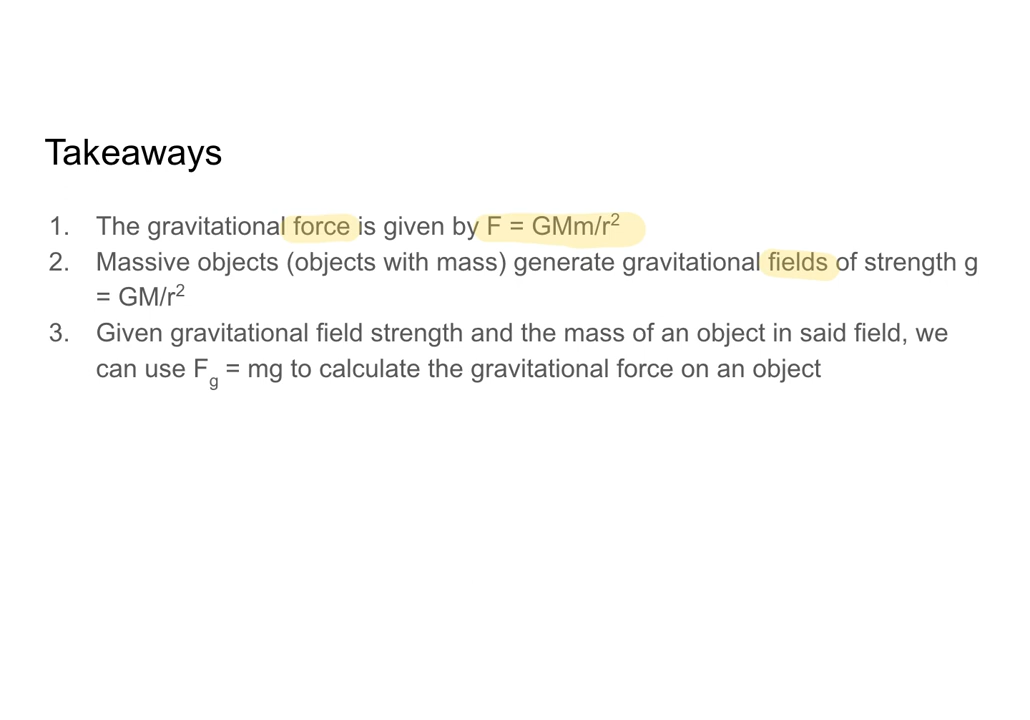 Takeaways
1. The gravitational force is given by F = GMm/r²
2. Massive objects (objects with mass) generate gravitational fields of strength g
= GM/r²
3. Given gravitational field strength and the mass of an object in said field, we
can use Fg = mg to calculate the gravitational force on an object